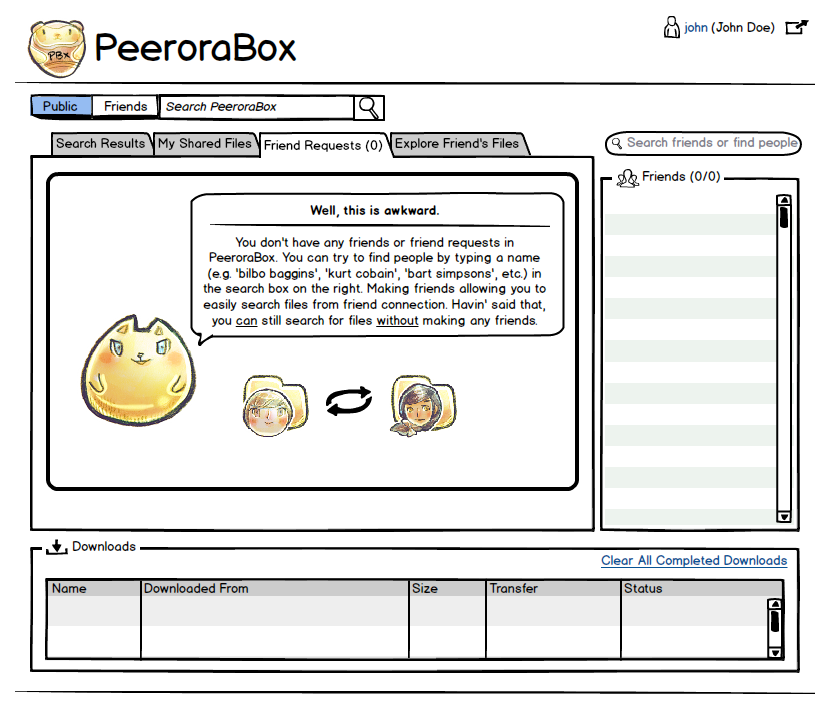 PBx
PeeroraBox
john (John Doe)
Public
Friends
Search PeeroraBox
Search Results
My Shared Files
Friend Requests (0)
Explore Friend's Files
Search friends or find people
Friends (0/0)
Well, this is awkward.
You don't have any friends or friend requests in
PeeroraBox. You can try to find people by typing a name
(e.g. 'bilbo baggins', 'kurt cobain', 'bart simpsons', etc.) in
the search box on the right. Making friends allowing you to
easily search files from friend connection. Havin' said that,
you can still search for files without making any friends.
Downloads
Clear All Completed Downloads
Name
Downloaded From
Size
Transfer
Status